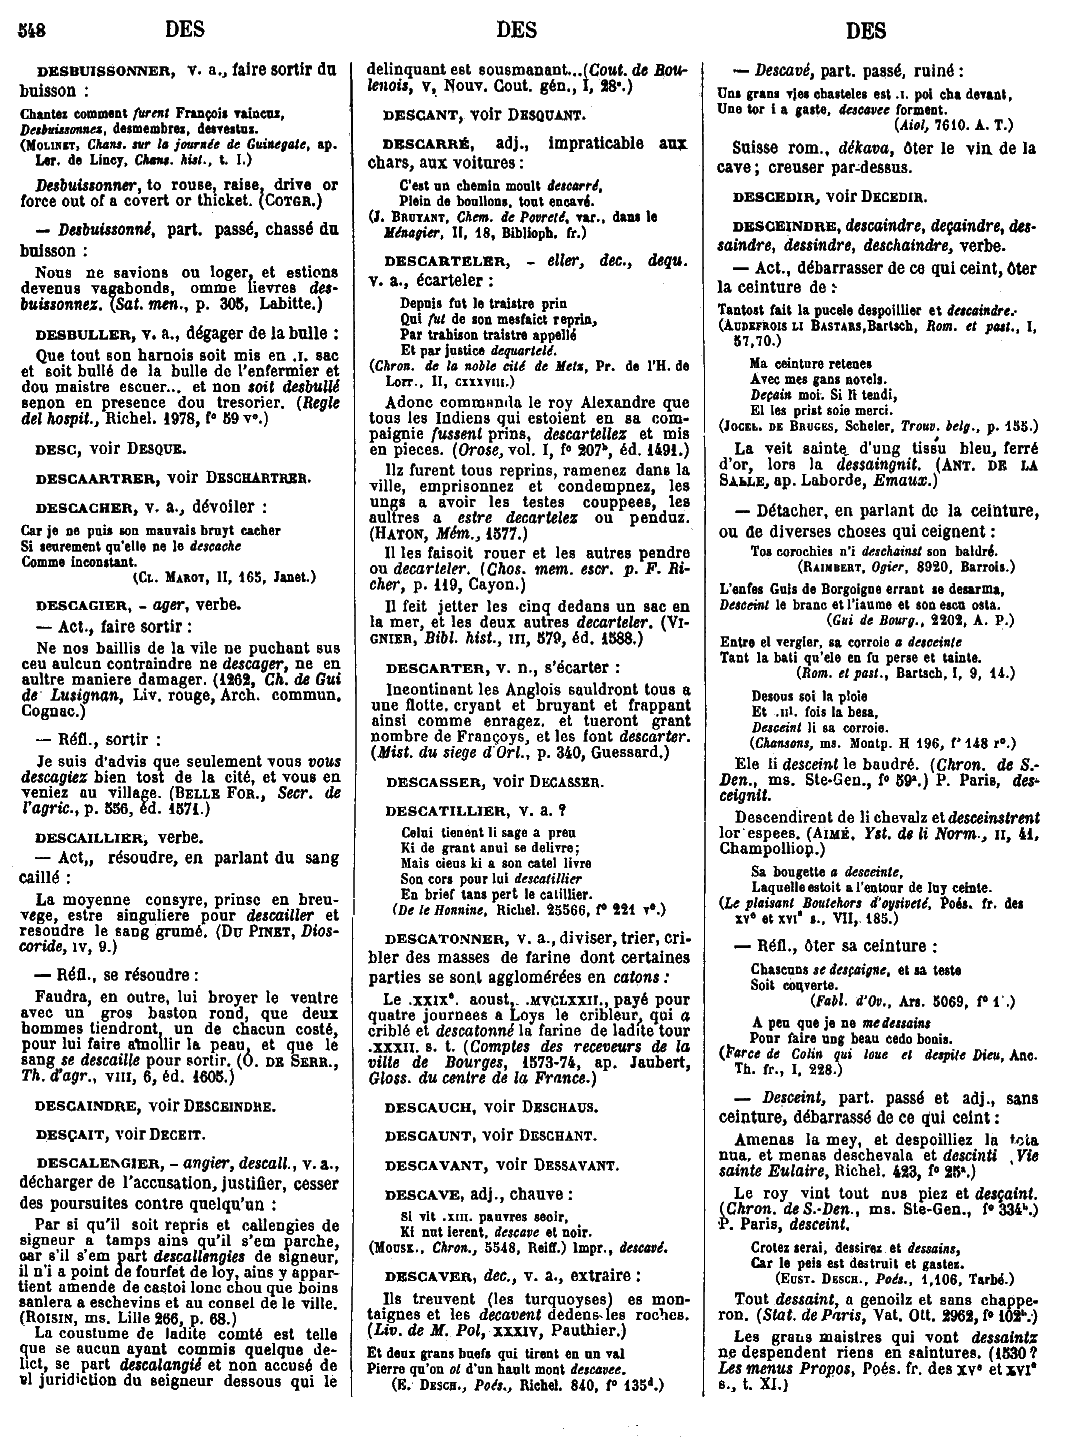 548 DES DES DES
DESBUISSONNER, v. a., faire sortir du
buisson :
Chantez comment furent François vaincus,
Desbuissonnez, desmembrez, desvestus.
(MOLINET, Chans. sur la journée de Guinegate, ap.
Ler. de Lincy, Chans. hist., t. I.)
Desbuissonner, to rouse, raise, drive or
force out of a covert or thicket. (COTGR.)
— Desbuissonné, part. passé, chassé du
buisson :
Nous ne savions ou loger, et estions
devenus vagabonds, omme lievres des-
buissonnez. (Sat. men., p. 305, Labitte.)
DESBULLER, v. a., dégager de la bulle :
Que tout son harnois soit mis en .I. sac
et soit bullé de la bulle de l'enfermier et
dou maistre escuer... et non soit desbullé
senon en presence dou tresorier. (Regle
del hospit., Richel. 1978, f° 59 v°.)
DESC, voir DESQUE.
DESCAARTRER, voir DESCHARTRER.
DESCACHER, v. a., dévoiler :
Car je ne puis son mauvais bruyt cacher
Si seurement qu'elle ne le descache
Comme inconstant.
(CL. MAROT, II, 165, Janet.)
DESCAGIER, - ager, verbe.
— Act., faire sortir :
Ne nos baillis de la vile ne puchant sus
ceu aulcun contraindre ne descager, ne en
aultre maniere damager. (1262, Ch. de Gui
de Lusignan, Liv. rouge, Arch. commun.
Cognac.)
— Réfl., sortir :
Je suis d'advis que seulement vous vous
descagiez bien tost de la cité, et vous en
veniez au village. (BELLE FOR., Secr. de
l'agric., p. 556, éd. 1571.)
DESCAILLIER, verbe.
— Act,, résoudre, en parlant du sang
caillé :
La moyenne consyre, prinse en breu-
vege, estre singuliere pour descailler et
resoudre le sang grumé. (DU PINET, Dios-
coride, IV, 9.)
— Réfl., se résoudre :
Faudra, en outre, lui broyer le ventre
avec un gros baston rond, que deux
hommes tiendront, un de chacun costé,
pour lui faire amollir la peau, et que le
sang se descaille pour sortir. (O. DE SERR.,
Th. d'agr., VIII, 6, éd. 1605.)
DESCAINDRE, voir DESCEINDRE.
DESÇAIT, voir DECEIT.
DESCALENGIER, - angier, descall., v. a.,
décharger de l'accusation, justifier, cesser
des poursuites contre quelqu'un :
Par si qu'il soit repris et callengies de
signeur a tamps ains qu'il s'em parche,
car s'il s'em part descallengies de signeur,
il n'i a point de fourfet de loy, ains y appar-
tient amende de castoi lonc chou que boins
sanlera a eschevins et au consel de le ville.
(ROISIN, ms. Lille 266, p. 68.)
La coustume de ladite comté est telle
que se aucun ayant commis quelque de-
lict, se part descalangié et non accusé de
el juridiction du seigneur dessous qui le
delinquant est sousmanant...(Cout. de Bou-
lenois, v, Nouv. Cout. gén., I, 28ᵃ.)
DESCANT, voir DESQUANT.
DESCARRÉ, adj., impraticable aux
chars, aux voitures :
C'est un chemin moult descarré,
Plein de boullons, tout encavé.
(J. BRUYANT, Chem. de Povreté, var., dans le
Ménagier, II, 18, Biblioph. fr.)
DESCARTELER, - eller, dec., dequ.
v. a., écarteler :
Depuis fut le traistre prin
Qui fut de son mesfaict reprin,
Par trahison traistre appellé
Et par justice dequartelé.
(Chron. de la noble cité de Metz, Pr. de l'H. de
Lorr., II, CXXXVIII.)
Adonc commanda le roy Alexandre que
tous les Indiens qui estoient en sa com-
paignie fussent prins, descartellez et mis
en pieces. (Orose, vol. I, f° 207ᵇ, éd. 1491.)
Ilz furent tous reprins, ramenez dans la
ville, emprisonnez et condempnez, les
ungs a avoir les testes couppees, les
aultres a estre decartelez ou penduz.
(HATON, Mém., 1577.)
Il les faisoit rouer et les autres pendre
ou decarteler. (Chos. mem. escr. p. F. Ri-
cher, p. 119, Cayon.)
Il feit jetter les cinq dedans un sac en
la mer, et les deux autres decarteler. (VI-
GNIER, Bibl. hist., III, 579, éd. 1588.)
DESCARTER, v. n., s'écarter :
Incontinant les Anglois sauldront tous a
une flotte, cryant et bruyant et frappant
ainsi comme enragez, et tueront grant
nombre de Françoys, et les font descarter.
(Mist. du siege d'Orl., p. 340, Guessard.)
DESCASSER, voir DECASSER.
DESCATILLIER, v. a. ?
Celui tienent li sage a preu
Ki de grant anui se delivre;
Mais cieus ki a son catel livre
Son cors pour lui descatillier
En brief tans pert le catillier.
(De le Honnine, Richel. 25566, f° 221 v°.)
DESCATONNER, v. a., diviser, trier, cri-
bler des masses de farine dont certaines
parties se sont agglomérées en catons :
Le .XXIXᵉ. aoust, .MVCLXXII., payé pour
quatre journees a Loys le cribleur, qui a
criblé et descatonné la farine de ladite tour
.XXXII. s. t. (Comptes des receveurs de la
ville de Bourges, 1573-74, ap. Jaubert,
Gloss. du centre de la France.)
DESCAUCH, voir DESCHAUS.
DESCAUNT, voir DESCHANT.
DESCAVANT, voir DESSAVANT.
DESCAVE, adj., chauve :
Si vit .XIII. pauvres seoir,
Ki nut ierent, descave et noir.
(MOUSK., Chron., 5548, Reiff.) Impr., descavé.
DESCAVER, dec., v. a., extraire :
Ils treuvent (les turquoyses) es mon-
taignes et les decavent dedens les roches.
(Liv. de M. Pol, XXXIV, Pauthier.)
Et deux grans buefs qui tirent en un val
Pierre qu'on ot d'un hault mont descavee.
(E. DESCH., Poés., Richel. 840, f° 135ᵈ.)
— Descavé, part. passé, ruiné :
Uns grans vies chasteles est .I. poi cha devant,
Une tor i a gaste, descavee forment.
(Aiol, 7610. A. T.)
Suisse rom., dékava, ôter le vin de la
cave ; creuser par-dessus.
DESCEDIR, voir DECEDIR.
DESCEINDRE, descaindre, deçaindre, des-
saindre, dessindre, deschaindre, verbe.
— Act., débarrasser de ce qui ceint, ôter
la ceinture de :
Tantost fait la pucele despoillier et descaindre.
(AUDEFROIS LI BASTARS, Bartsch, Rom. et past., I,
57,70.)
Ma ceinture retenes
Avec mes gans novels.
Deçain moi. Si li tendi,
El les prist soie merci.
(JOCEL. DE BRUGES, Scheler, Trouv. belg., p. 155.)
La veit sainte d'ung tissu bleu, ferré
d'or, lors la dessaingnit. (ANT. DE LA
SALLE, ap. Laborde, Emaux.)
— Détacher, en parlant de la ceinture,
ou de diverses choses qui ceignent :
Tos corochies n'i deschainst son baldré.
(RAIMBERT, Ogier, 8920, Barrois.)
L'enfes Guis de Borgoigne errant se desarma,
Desceint le branc et l'iaume et son escu osta.
(Gui de Bourg., 2202, A. P.)
Entre el vergier, sa corroie a desceinte
Tant la bati qu'ele en fu perse et tainte.
(Rom. et past., Bartsch, I, 9, 14.)
Desous soi la ploie
Et .III. fois la besa,
Desceint li sa corroie.
(Chansons, ms. Montp. H 196, f° 148 r°.)
Ele li desceint le baudré. (Chron. de S.-
Den., ms. Ste-Gen., f° 59ᵃ.) P. Paris, des-
ceignit.
Descendirent de li chevalz et desceinstrent
lor espees. (AIMÉ, Yst. de li Norm., II, 41,
Champollion.)
Sa bougette a desceinte,
Laquelle estoit a l'entour de luy ceinte.
(Le plaisant Boutehors d'oysiveté, Poés. fr. des
XVᵉ et XVIᵉ s., VII, 185.)
— Réfl., ôter sa ceinture :
Chascuns se desçaigne, et sa teste
Soit couverte.
(Fabl. d'Ov., Ars. 5069, f° 1 .)
A peu que je ne me dessains
Pour faire ung beau cedo bonis.
(Farce de Colin qui loue et despite Dieu, Anc.
Th. fr., I, 228.)
— Desceint, part. passé et adj., sans
ceinture, débarrassé de ce qui ceint :
Amenas la mey, et despoilliez la tota
nua, et menas deschevala et descinti , Vie
sainte Eulaire, Richel. 423, f° 25ᵃ.)
Le roy vint tout nus piez et desçaint.
(Chron. de S.-Den., ms. Ste-Gen., f° 334ᵇ.)
P. Paris, desceint.
Crotez serai, dessirez et dessains,
Car le peis est destruit et gastez.
(EUST. DESCH., Poés., 1,106, Tarbé.)
Tout dessaint, a genoilz et sans chappe-
ron. (Stat. de Paris, Vat. Ott. 2962, f° 102ᵇ.)
Les grans maistres qui vont dessaintz
ne despendent riens en saintures. (1530 ?
Les menus Propos, Poés. fr. des XVᵉ et XVIᵉ
s., t. XI.)